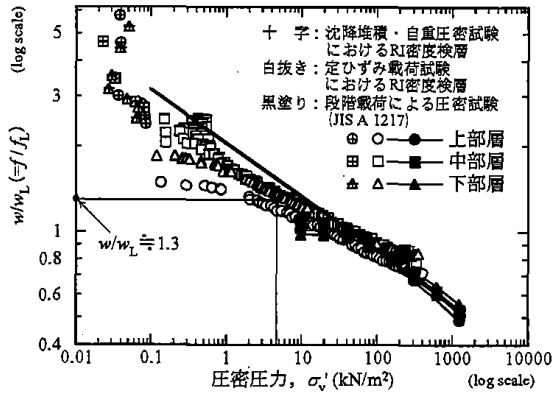 (log scale)
w/wL(=f/fL)
6
5
3
1
0.8
0.6
0.4
十　字：沈降堆積・自重圧密試験
におけるRI密度検層
白抜き：定ひずみ載荷試験
におけるRI密度検層
黒塗り：段階載荷による圧密試験
(JIS A 1217)
上部層
中部層
下部層
w/wL≒1.3
0.01 0.1 1 10 100 1000 10000
圧密圧力，σv'(kN/m²)
(log scale)